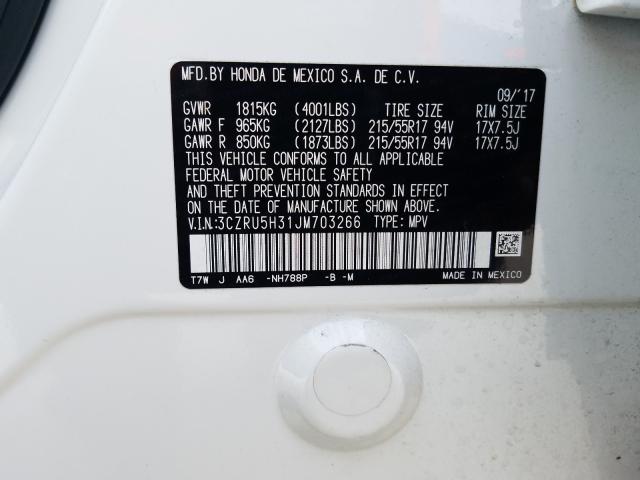 MFD.BY HONDA DE MEXICO S.A. DE C.V.
09/'17
GVWR 1815KG (4001LBS) TIRE SIZE RIM SIZE
GAWR F 965KG (2127LBS) 215/55R17 94V 17X7.5J
GAWR R 850KG (1873LBS) 215/55R17 94V 17X7.5J
THIS VEHICLE CONFORMS TO ALL APPLICABLE
FEDERAL MOTOR VEHICLE SAFETY
AND THEFT PREVENTION STANDARDS IN EFFECT
ON THE DATE OF MANUFACTURE SHOWN ABOVE.
V.I.N:3CZRU5H31JM703266 TYPE: MPV
T7W J AA6 -NH788P -B -M MADE IN MEXICO